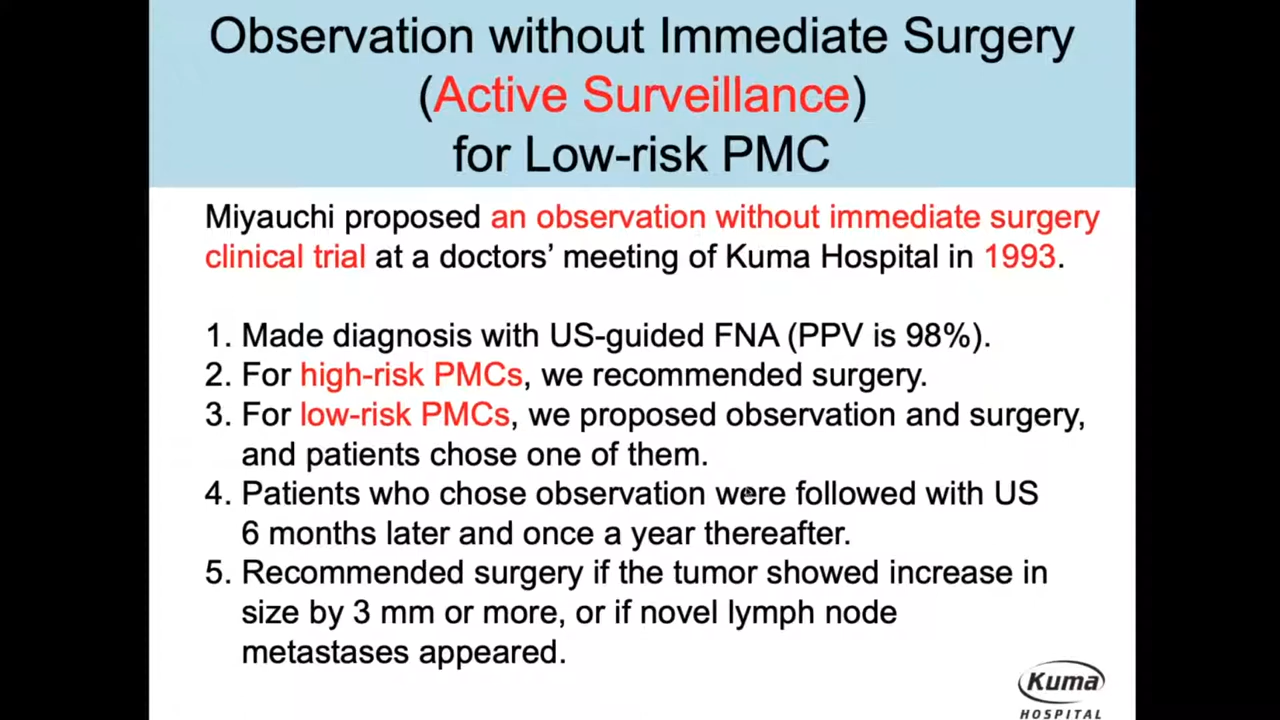 Observation without Immediate Surgery
(Active Surveillance)
for Low-risk PMC
Miyauchi proposed an observation without immediate surgery
clinical trial at a doctors’ meeting of Kuma Hospital in 1993.
1. Made diagnosis with US-guided FNA (PPV is 98%).
2. For high-risk PMCs, we recommended surgery.
3. For low-risk PMCs, we proposed observation and surgery,
and patients chose one of them.
4. Patients who chose observation were followed with US
6 months later and once a year thereafter.
5. Recommended surgery if the tumor showed increase in
size by 3 mm or more, or if novel lymph node
metastases appeared.
Kuma
HOSPITAL